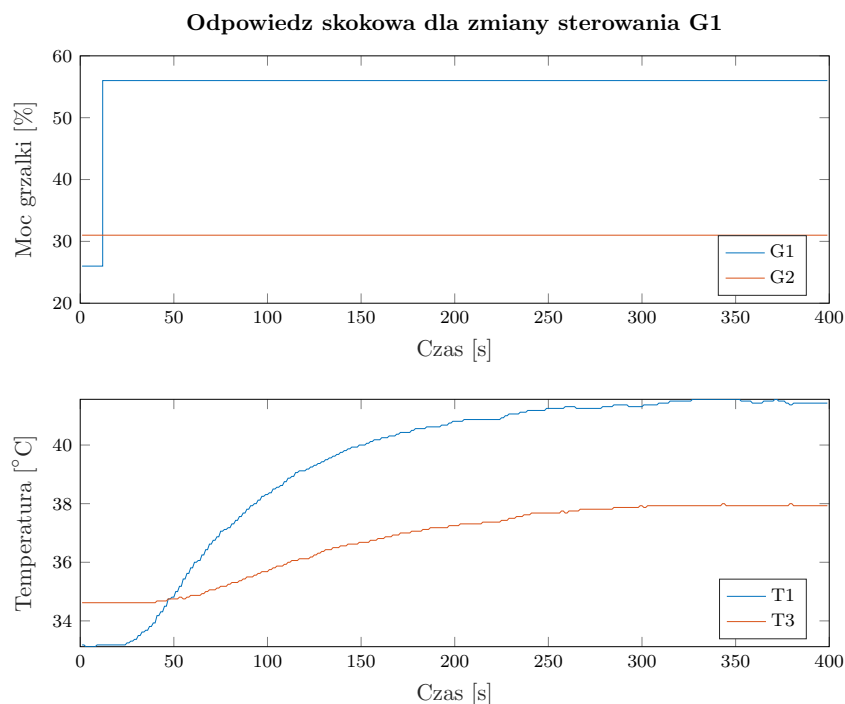 Odpowiedz skokowa dla zmiany sterowania G1
60
50
40
30
20
Moc grzalki [%]
G1
G2
0 50 100 150 200 250 300 350 400
Czas [s]
40
38
36
34
Temperatura [°C]
T1
T3
0 50 100 150 200 250 300 350 400
Czas [s]